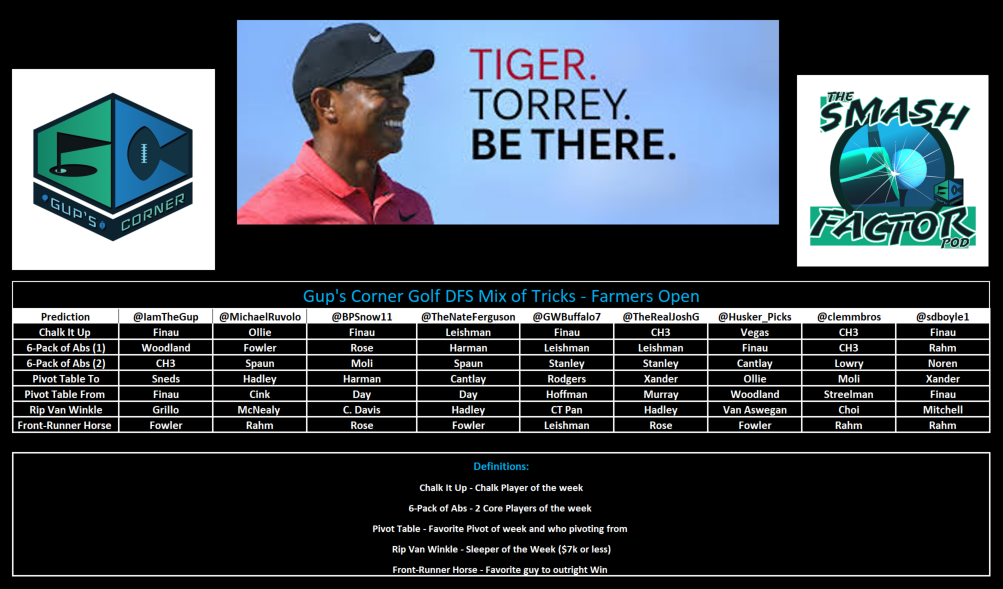 TIGER.
TORREY.
BE THERE.
GUP'S CORNER
THE
SMASH
FACTOR
POD
Gup's Corner Golf DFS Mix of Tricks - Farmers Open
Prediction @IamTheGup @MichaelRuvolo @BPSnow11 @TheNateFerguson @GWBuffalo7 @TheRealJoshG @Husker_Picks @clemmbros @sdboyle1
Chalk It Up Finau Ollie Finau Leishman Finau CH3 Vegas CH3 Finau
6-Pack of Abs (1) Woodland Fowler Rose Harman Leishman Leishman Finau CH3 Rahm
6-Pack of Abs (2) CH3 Spaun Moli Spaun Stanley Stanley Cantlay Lowry Noren
Pivot Table To Sneds Hadley Harman Cantlay Rodgers Xander Ollie Moli Xander
Pivot Table From Finau Cink Day Day Hoffman Murray Woodland Streelman Finau
Rip Van Winkle Grillo McNealy C. Davis Hadley CT Pan Hadley Van Aswegan Choi Mitchell
Front-Runner Horse Fowler Rahm Rose Fowler Leishman Rose Fowler Rahm Rahm
Definitions:
Chalk It Up - Chalk Player of the week
6-Pack of Abs - 2 Core Players of the week
Pivot Table - Favorite Pivot of week and who pivoting from
Rip Van Winkle - Sleeper of the Week ($7k or less)
Front-Runner Horse - Favorite guy to outright Win